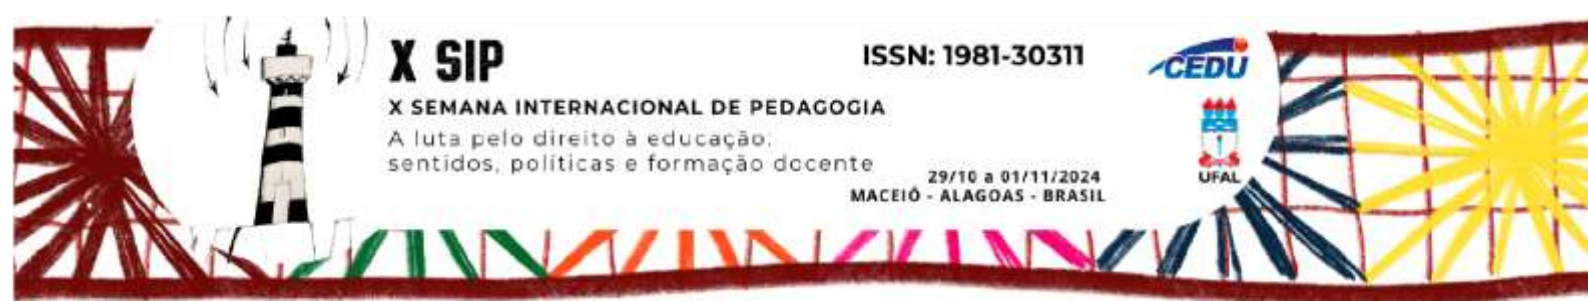 X SIP
ISSN: 1981-30311
CEDU
X SEMANA INTERNACIONAL DE PEDAGOGIA
A luta pelo direito à educação:
sentidos, políticas e formação docente
29/10 a 01/11/2024
MACEIÓ - ALAGOAS - BRASIL
UFAL